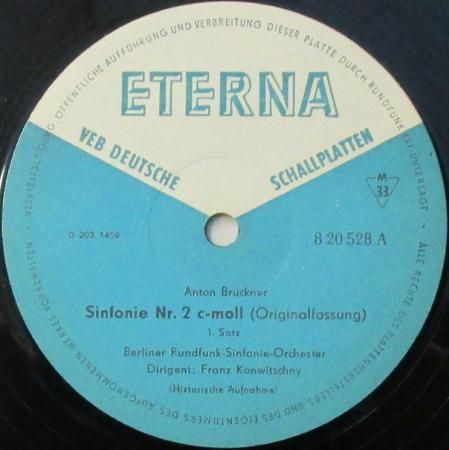 VERVIELFÄLTIGUNG, ÖFFENTLICHE AUFFÜHRUNG UND VERBREITUNG DIESER PLATTE DURCH RUNDFUNK IST UNTERSAGT · ALLE RECHTE DES PLATTENHERSTELLERS UND DES EIGENTÜMERS DES AUFGENOMMENEN WERKES VORBEHALTEN ·
ETERNA
VEB DEUTSCHE SCHALLPLATTEN
M
33
0 203 1459
8 20 528 A
Anton Bruckner
Sinfonie Nr. 2 c-moll (Originalfassung)
1. Satz
Berliner Rundfunk-Sinfonie-Orchester
Dirigent: Franz Konwitschny
(Historische Aufnahme)